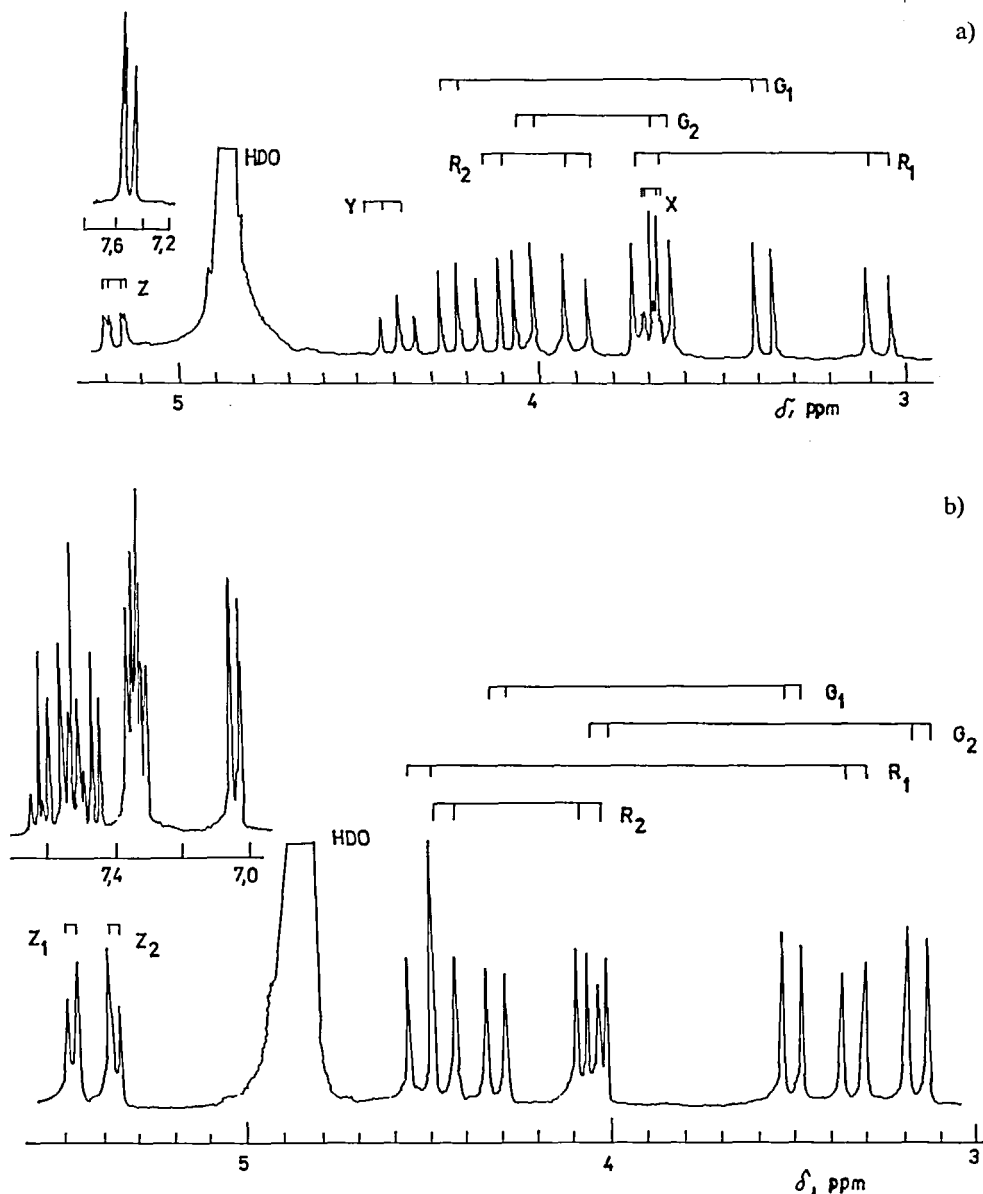 a)
G1
G2
R2 R1
HDO
Y X
7,6 7,2
Z
5 4 3
δ, ppm
b)
G1
G2
R1
R2
HDO
7,4 7,0
Z1 Z2
5 4 3
δ, ppm